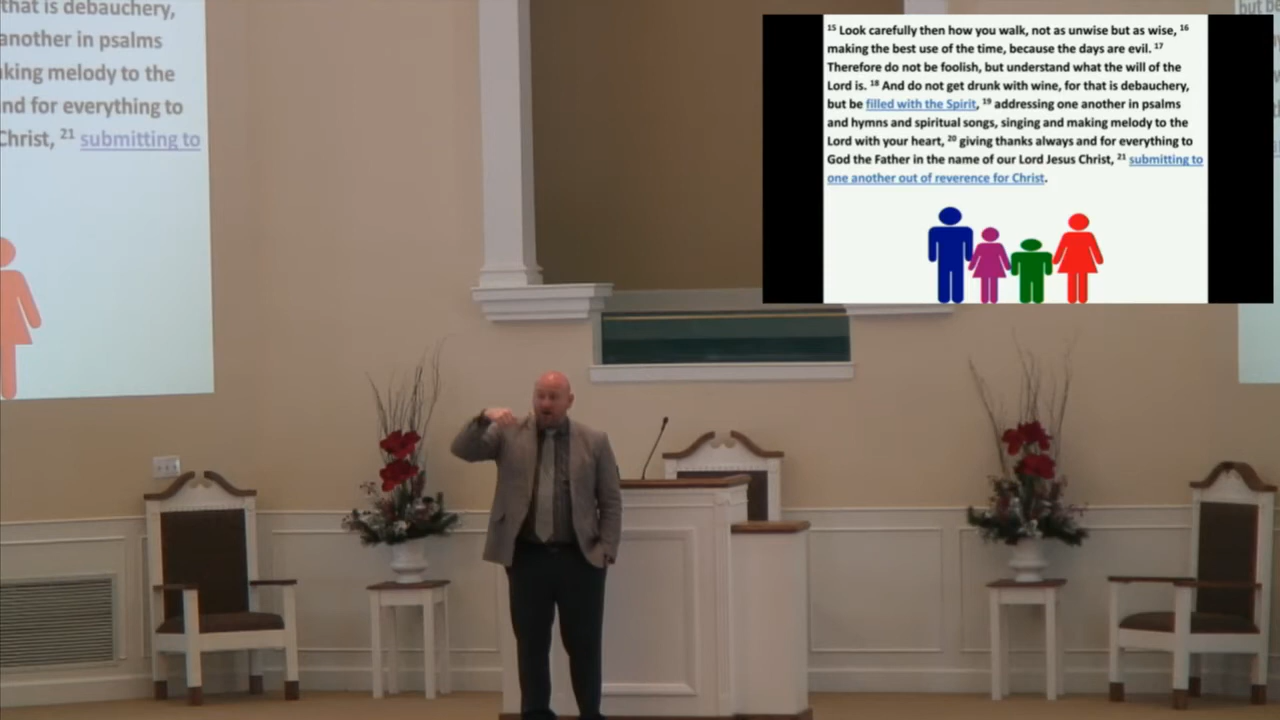 that is debauchery,
another in psalms
king melody to the
nd for everything to
Christ, 21 submitting to
but be
15 Look carefully then how you walk, not as unwise but as wise, 16
making the best use of the time, because the days are evil. 17
Therefore do not be foolish, but understand what the will of the
Lord is. 18 And do not get drunk with wine, for that is debauchery,
but be filled with the Spirit, 19 addressing one another in psalms
and hymns and spiritual songs, singing and making melody to the
Lord with your heart, 20 giving thanks always and for everything to
God the Father in the name of our Lord Jesus Christ, 21 submitting to
one another out of reverence for Christ.